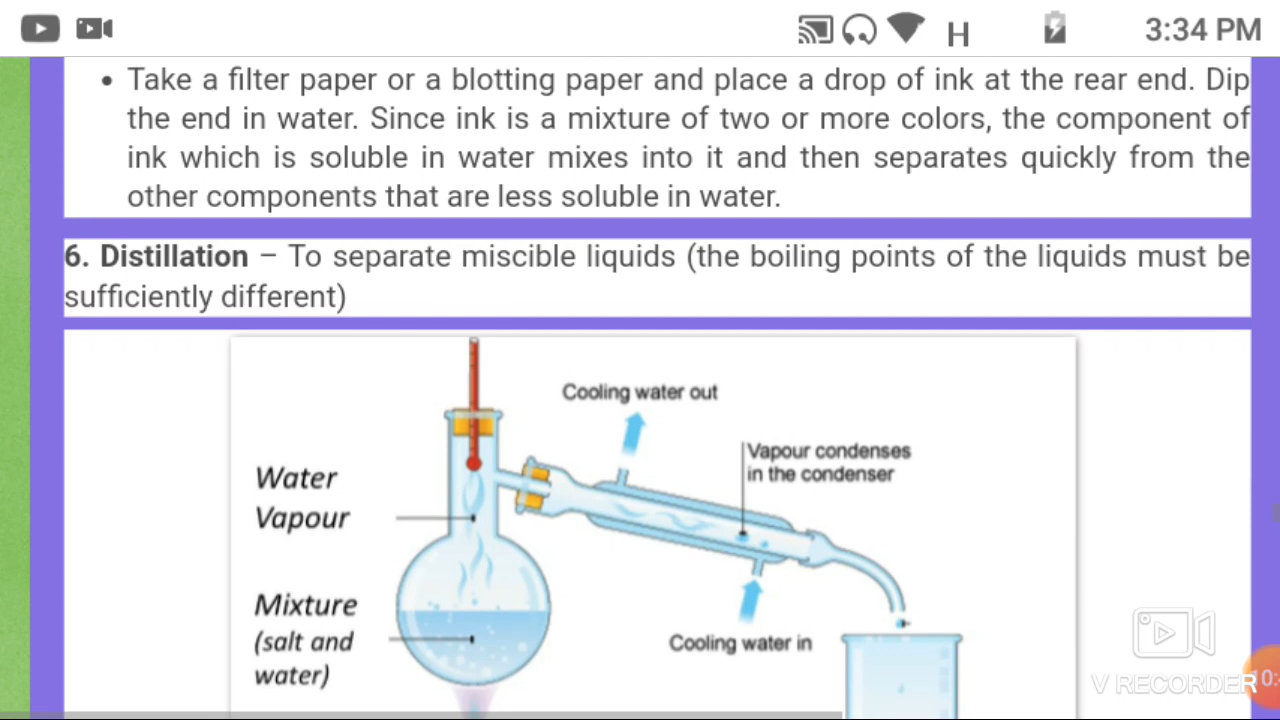 H
3:34 PM
• Take a filter paper or a blotting paper and place a drop of ink at the rear end. Dip
the end in water. Since ink is a mixture of two or more colors, the component of
ink which is soluble in water mixes into it and then separates quickly from the
other components that are less soluble in water.
6. Distillation – To separate miscible liquids (the boiling points of the liquids must be
sufficiently different)
Cooling water out
Vapour condenses
in the condenser
Water
Vapour
Mixture
(salt and
water)
Cooling water in
V RECORDER